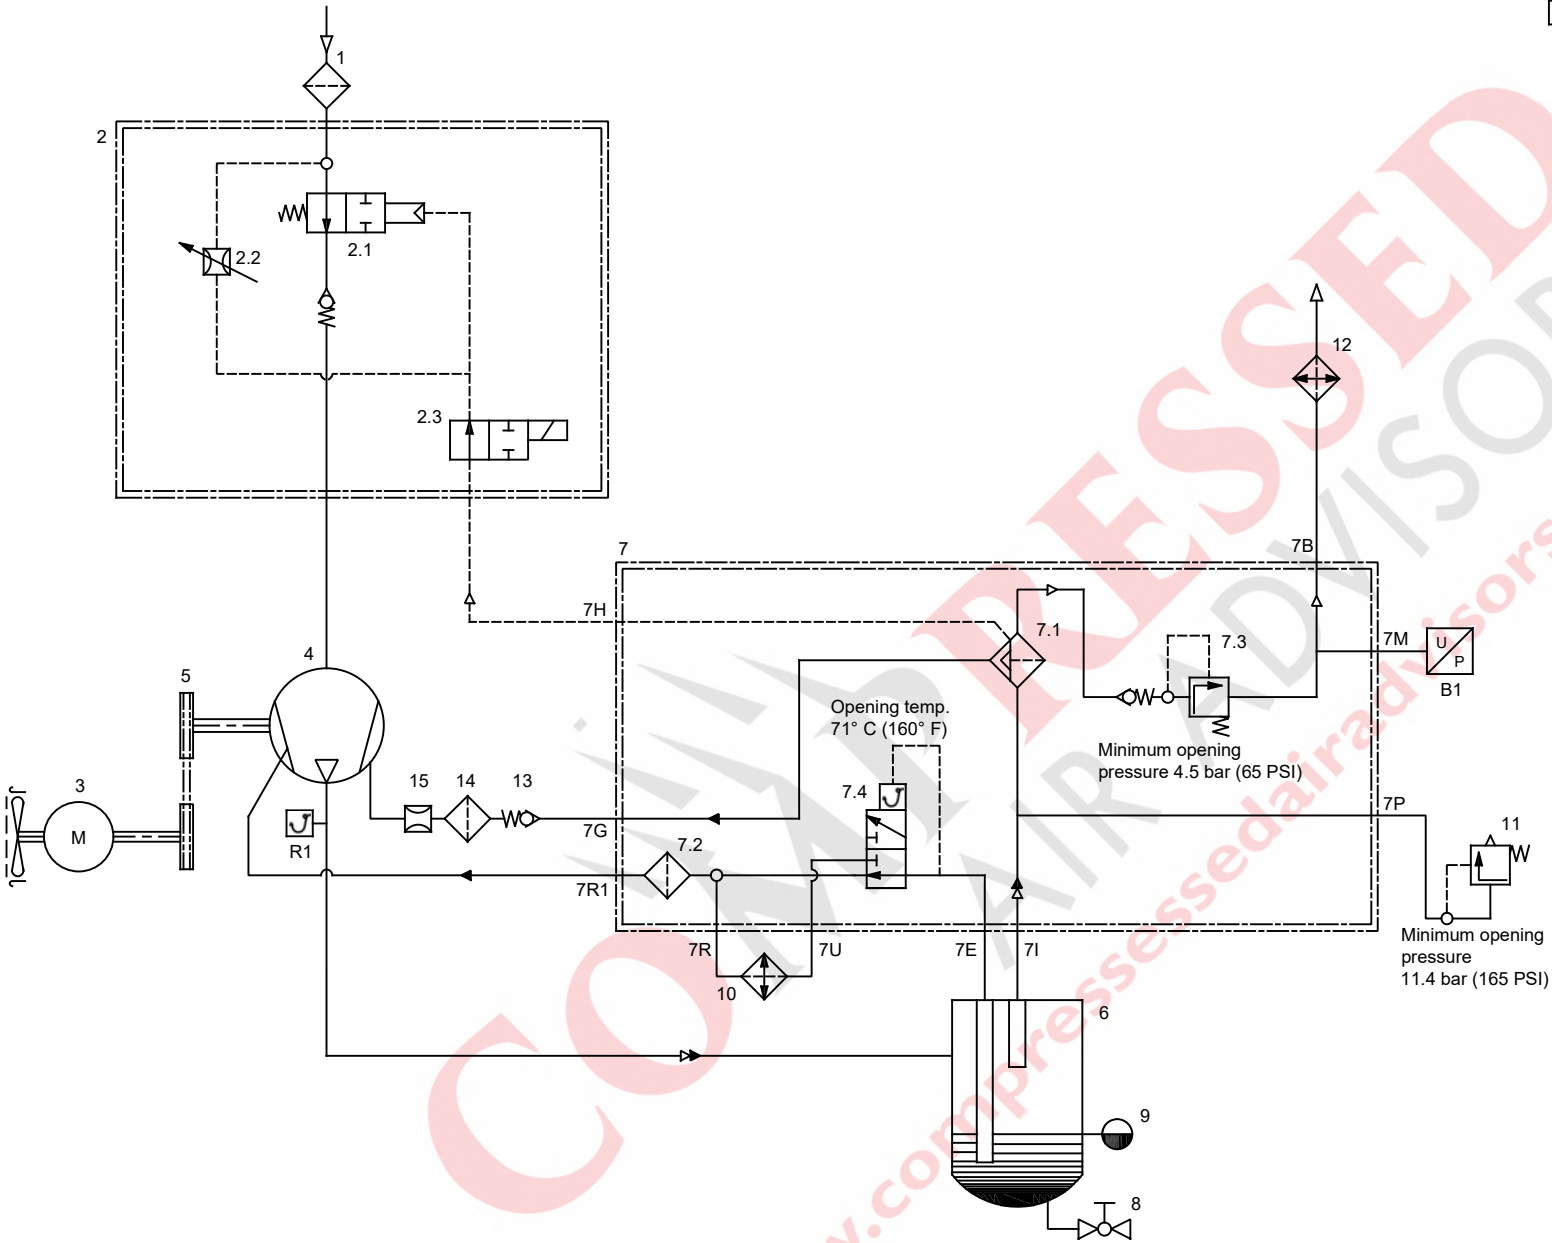 1
2
2.1
2.2
2.3
12
7
7B
7H
7.1
7.3
7M
U
P
B1
4
5
Opening temp.
71° C (160° F)
Minimum opening
pressure 4.5 bar (65 PSI)
3
M
15
14
13
7.4
7P
R1
7G
7.2
11
7R1
7R
7U
7E
7I
Minimum opening
pressure
11.4 bar (165 PSI)
10
6
9
8
COMPRESSED
AIR ADVISOR
y.compressedairadvisors